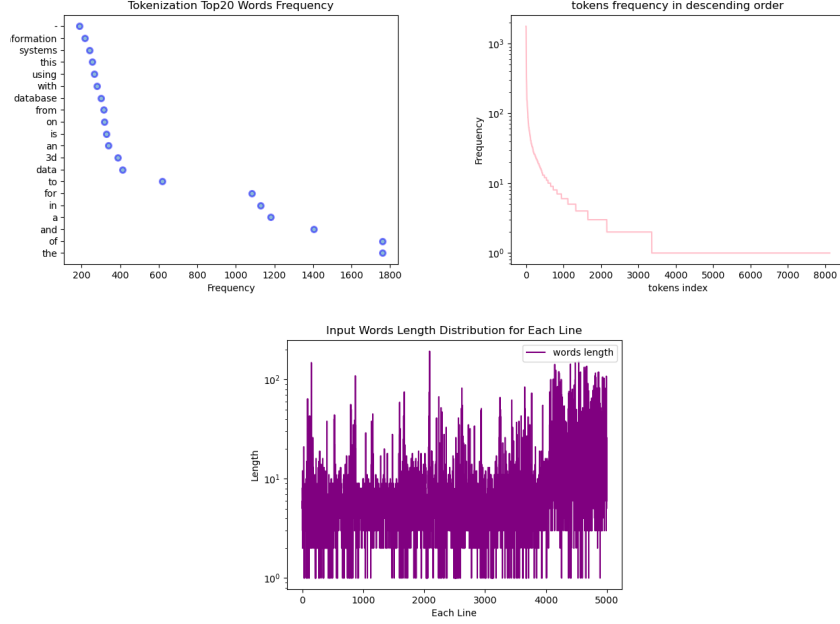 Tokenization Top20 Words Frequency
-
formation
systems
this
using
with
database
from
on
is
an
3d
data
to
for
in
a
and
of
the
200 400 600 800 1000 1200 1400 1600 1800
Frequency
tokens frequency in descending order
Frequency
10³
10²
10¹
10⁰
0 1000 2000 3000 4000 5000 6000 7000 8000
tokens index
Input Words Length Distribution for Each Line
words length
Length
10²
10¹
10⁰
0 1000 2000 3000 4000 5000
Each Line